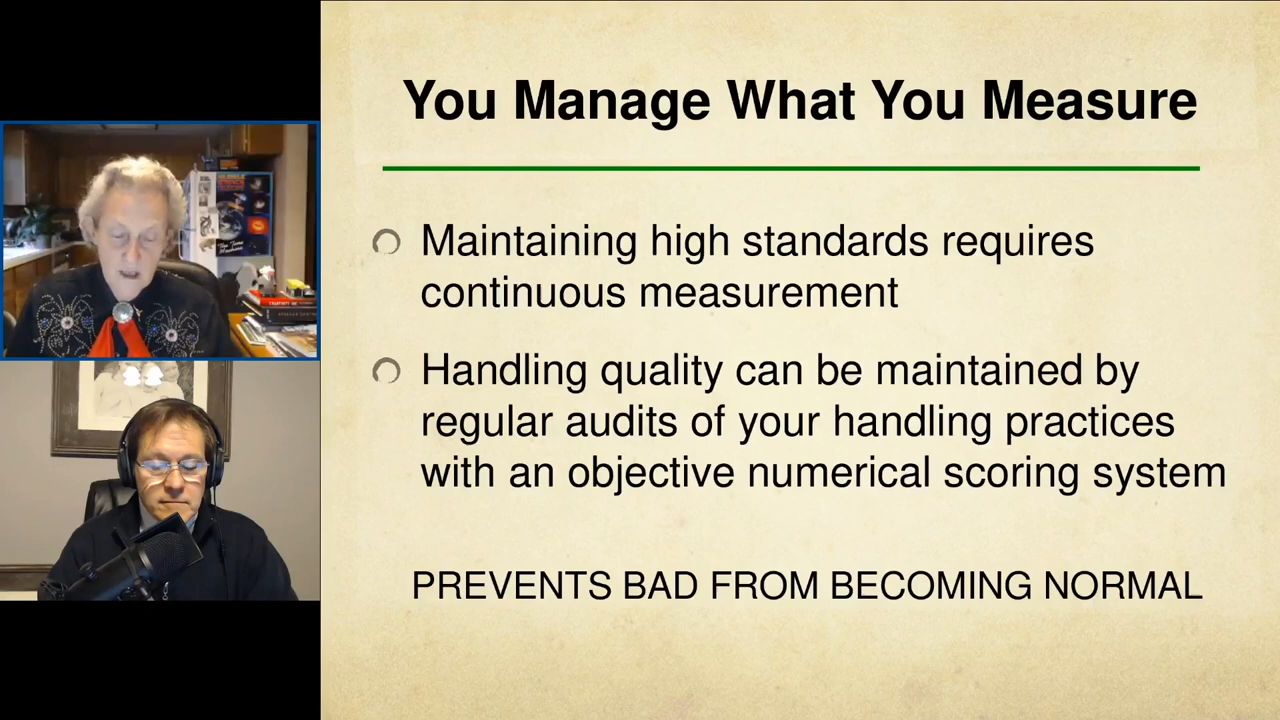 You Manage What You Measure
Maintaining high standards requires
continuous measurement
Handling quality can be maintained by
regular audits of your handling practices
with an objective numerical scoring system
PREVENTS BAD FROM BECOMING NORMAL